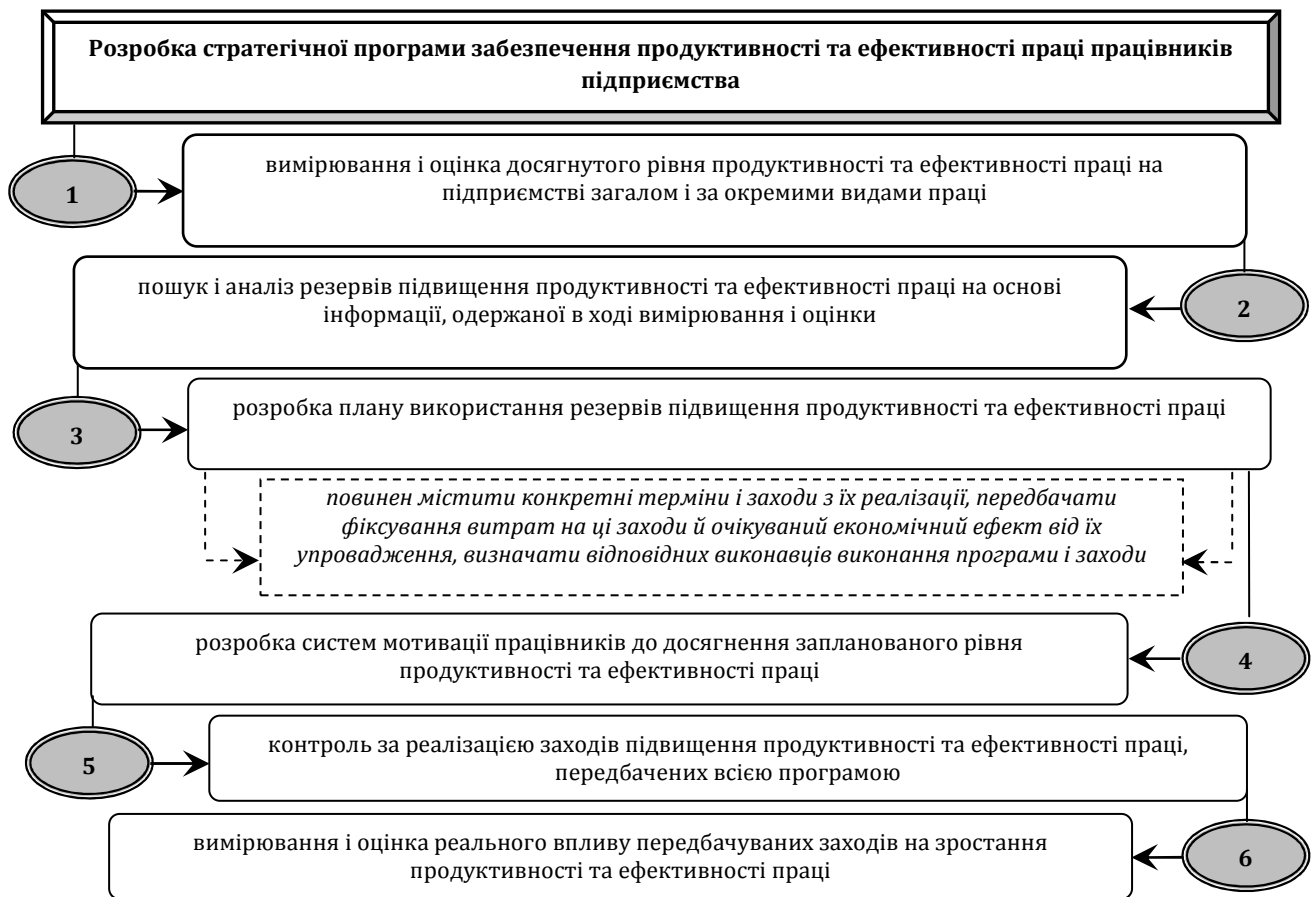 Розробка стратегічної програми забезпечення продуктивності та ефективності праці працівників
підприємства
1
вимірювання і оцінка досягнутого рівня продуктивності та ефективності праці на
підприємстві загалом і за окремими видами праці
2
пошук і аналіз резервів підвищення продуктивності та ефективності праці на основі
інформації, одержаної в ході вимірювання і оцінки
3
розробка плану використання резервів підвищення продуктивності та ефективності праці
повинен містити конкретні терміни і заходи з їх реалізації, передбачати
фіксування витрат на ці заходи й очікуваний економічний ефект від їх
упровадження, визначати відповідних виконавців виконання програми і заходи
4
розробка систем мотивації працівників до досягнення запланованого рівня
продуктивності та ефективності праці
5
контроль за реалізацією заходів підвищення продуктивності та ефективності праці,
передбачених всією програмою
6
вимірювання і оцінка реального впливу передбачуваних заходів на зростання
продуктивності та ефективності праці